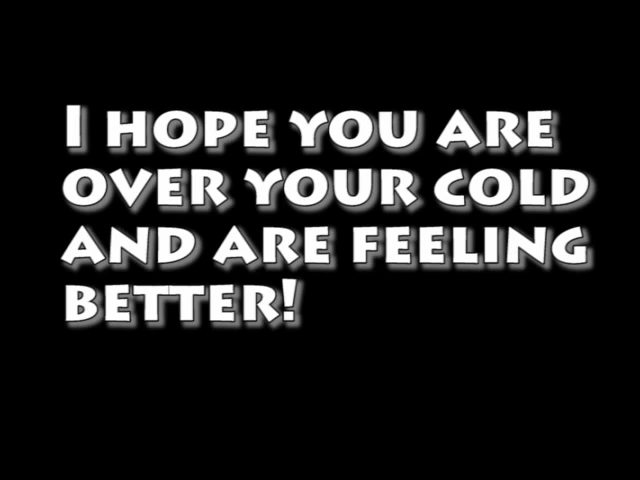 I HOPE YOU ARE
OVER YOUR COLD
AND ARE FEELING
BETTER!